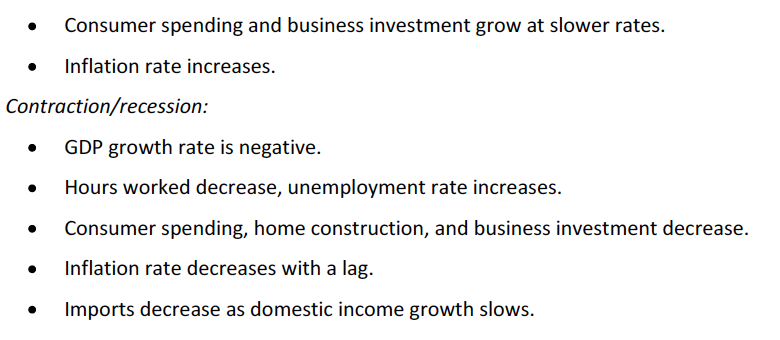 • Consumer spending and business investment grow at slower rates.
• Inflation rate increases.
Contraction/recession:
• GDP growth rate is negative.
• Hours worked decrease, unemployment rate increases.
• Consumer spending, home construction, and business investment decrease.
• Inflation rate decreases with a lag.
• Imports decrease as domestic income growth slows.